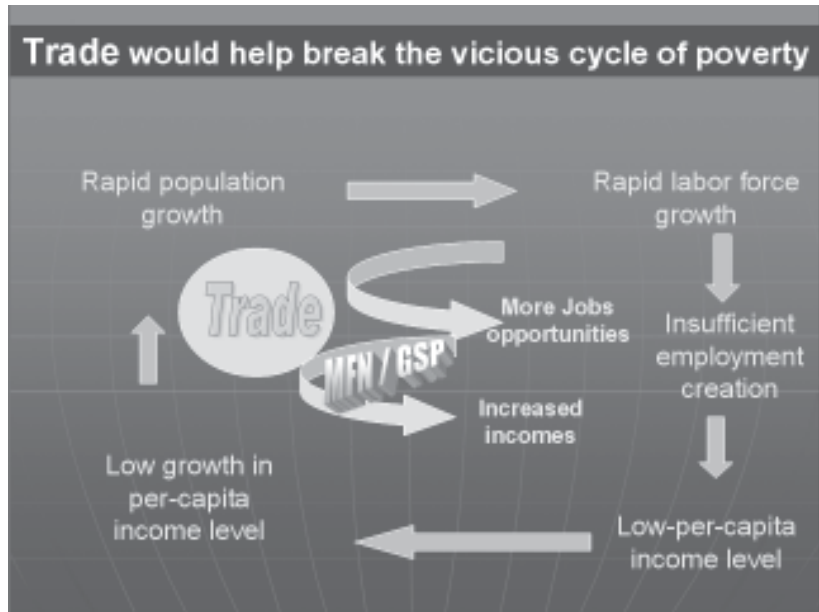 Trade would help break the vicious cycle of poverty
Rapid population
growth
Rapid labor force
growth
Trade
More Jobs
opportunities
Insufficient
employment
creation
MFN / GSP
Increased
incomes
Low growth in
per-capita
income level
Low-per-capita
income level